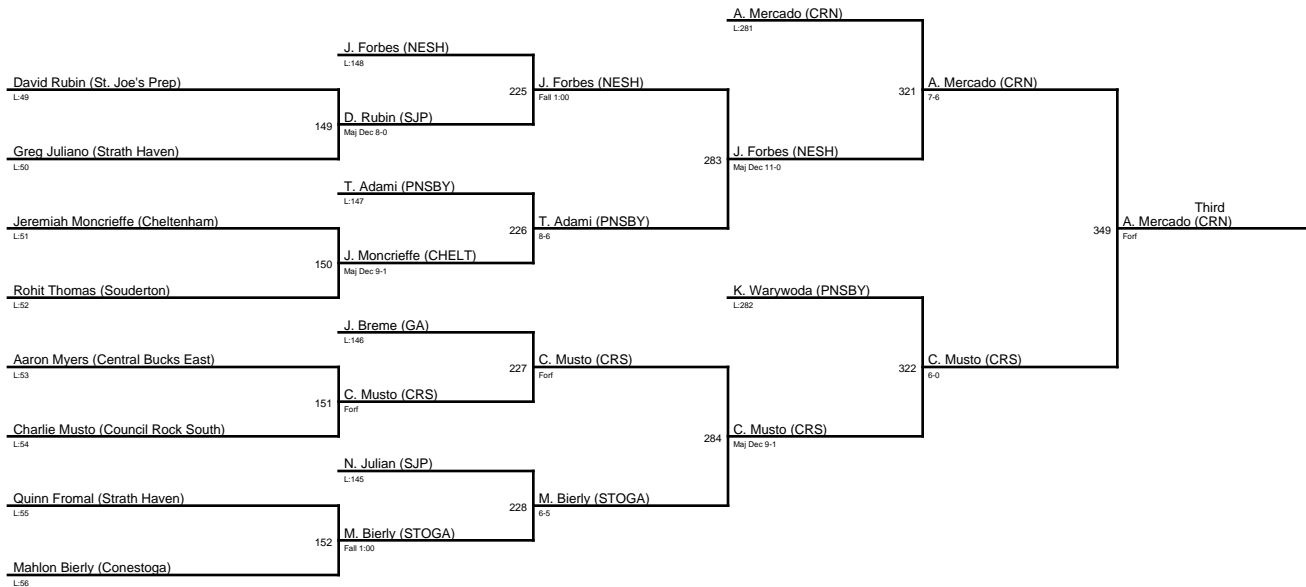 A. Mercado (CRN)
L:281
J. Forbes (NESH)
L:148
David Rubin (St. Joe's Prep)
L:49
225
J. Forbes (NESH)
Fall 1:00
321
A. Mercado (CRN)
7-6
149
D. Rubin (SJP)
Maj Dec 8-0
Greg Juliano (Strath Haven)
L:50
283
J. Forbes (NESH)
Maj Dec 11-0
T. Adami (PNSBY)
L:147
Jeremiah Moncrieffe (Cheltenham)
L:51
226
T. Adami (PNSBY)
8-6
349
Third
A. Mercado (CRN)
Forf
150
J. Moncrieffe (CHELT)
Maj Dec 9-1
Rohit Thomas (Souderton)
L:52
K. Warywoda (PNSBY)
L:282
J. Breme (GA)
L:146
Aaron Myers (Central Bucks East)
L:53
227
C. Musto (CRS)
Forf
322
C. Musto (CRS)
6-0
151
C. Musto (CRS)
Forf
Charlie Musto (Council Rock South)
L:54
284
C. Musto (CRS)
Maj Dec 9-1
N. Julian (SJP)
L:145
Quinn Fromal (Strath Haven)
L:55
228
M. Bierly (STOGA)
6-5
152
M. Bierly (STOGA)
Fall 1:00
Mahlon Bierly (Conestoga)
L:56